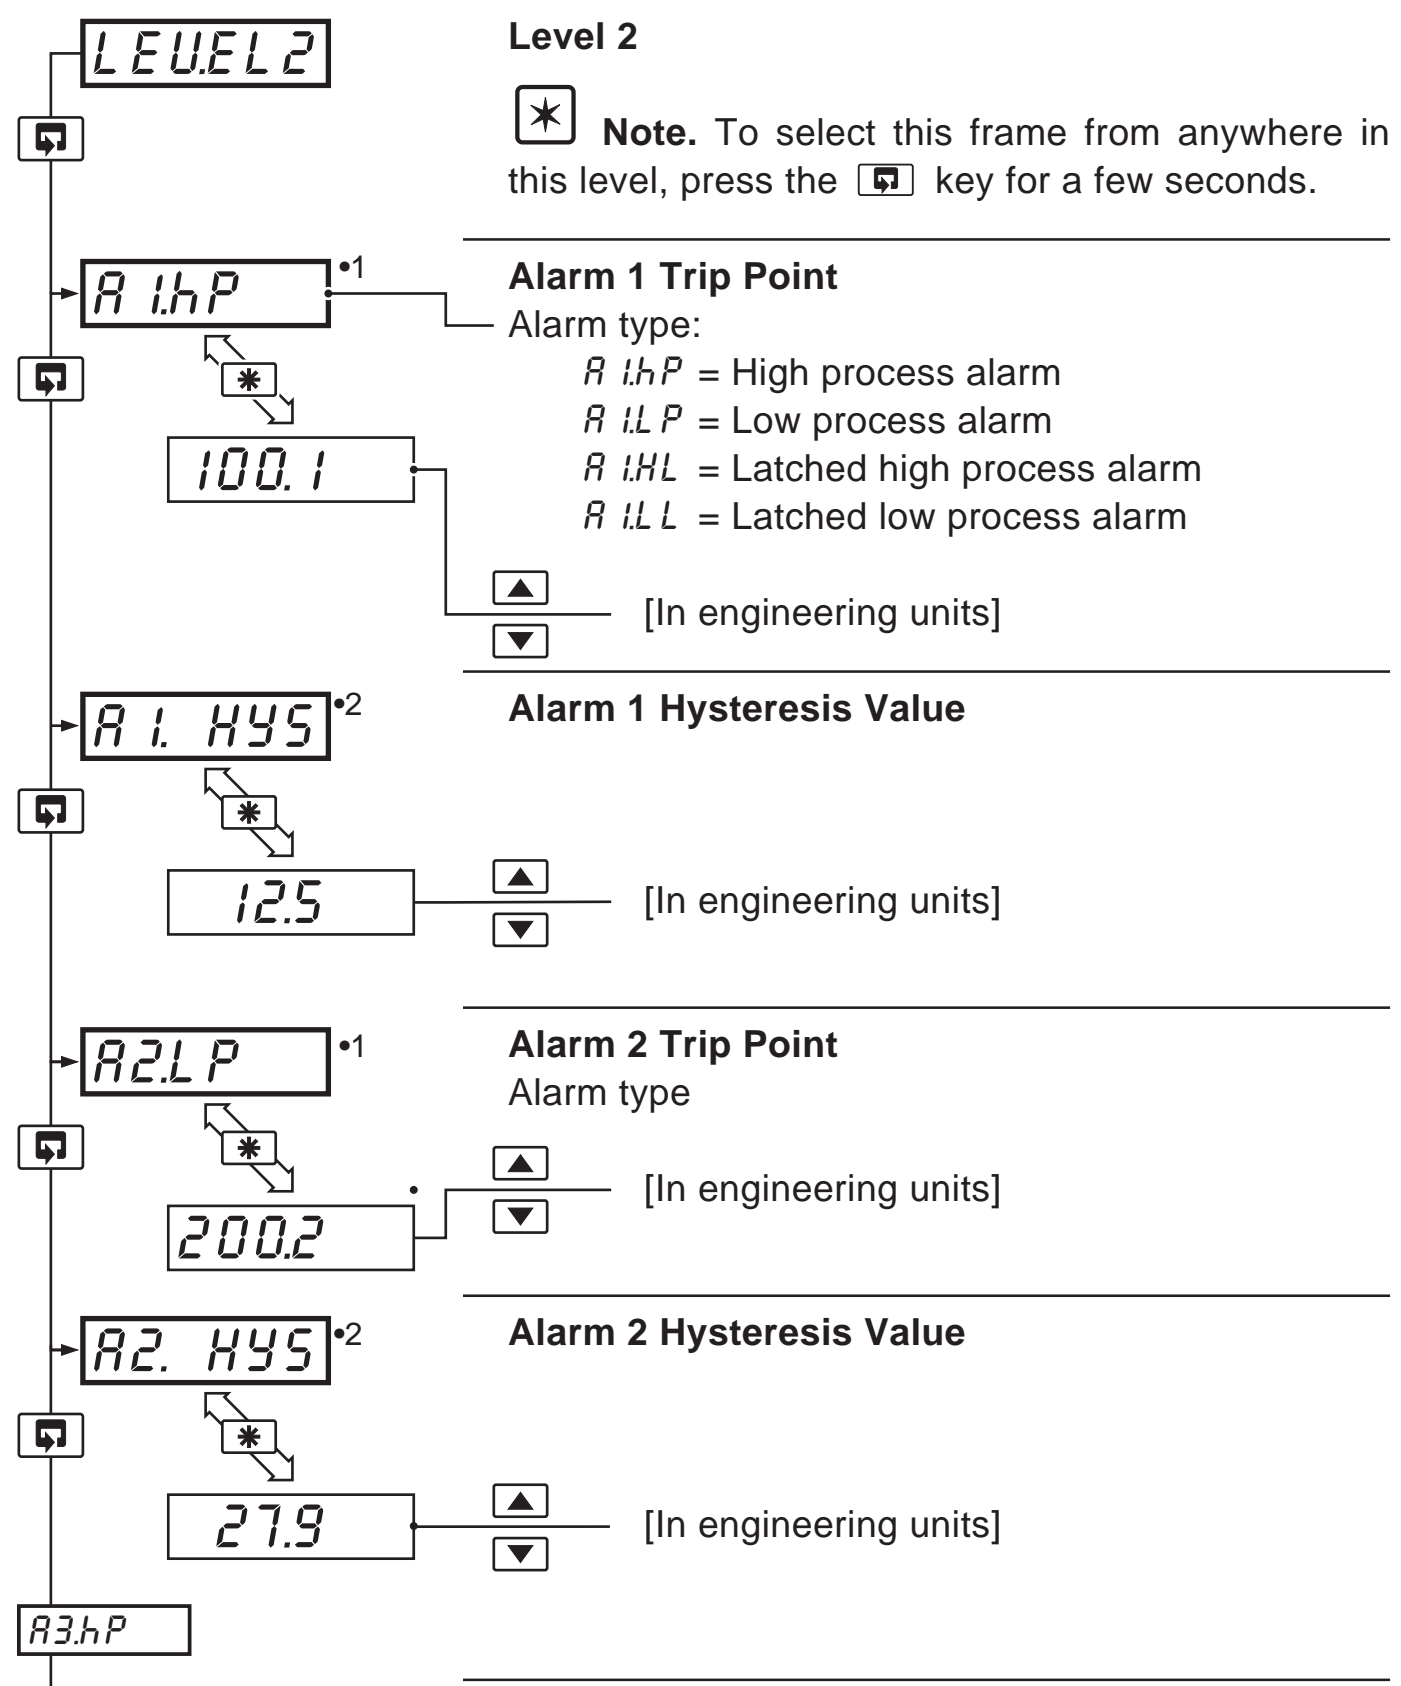 LEV.EL2
Level 2
Note. To select this frame from anywhere in
this level, press the key for a few seconds.
A1.hP •1
Alarm 1 Trip Point
Alarm type:
A1.hP = High process alarm
A1.LP = Low process alarm
A1.HL = Latched high process alarm
A1.LL = Latched low process alarm
100.1
[In engineering units]
A1. HYS •2
Alarm 1 Hysteresis Value
12.5
[In engineering units]
A2.LP •1
Alarm 2 Trip Point
Alarm type
200.2
[In engineering units]
A2. HYS •2
Alarm 2 Hysteresis Value
27.9
[In engineering units]
A3.hP